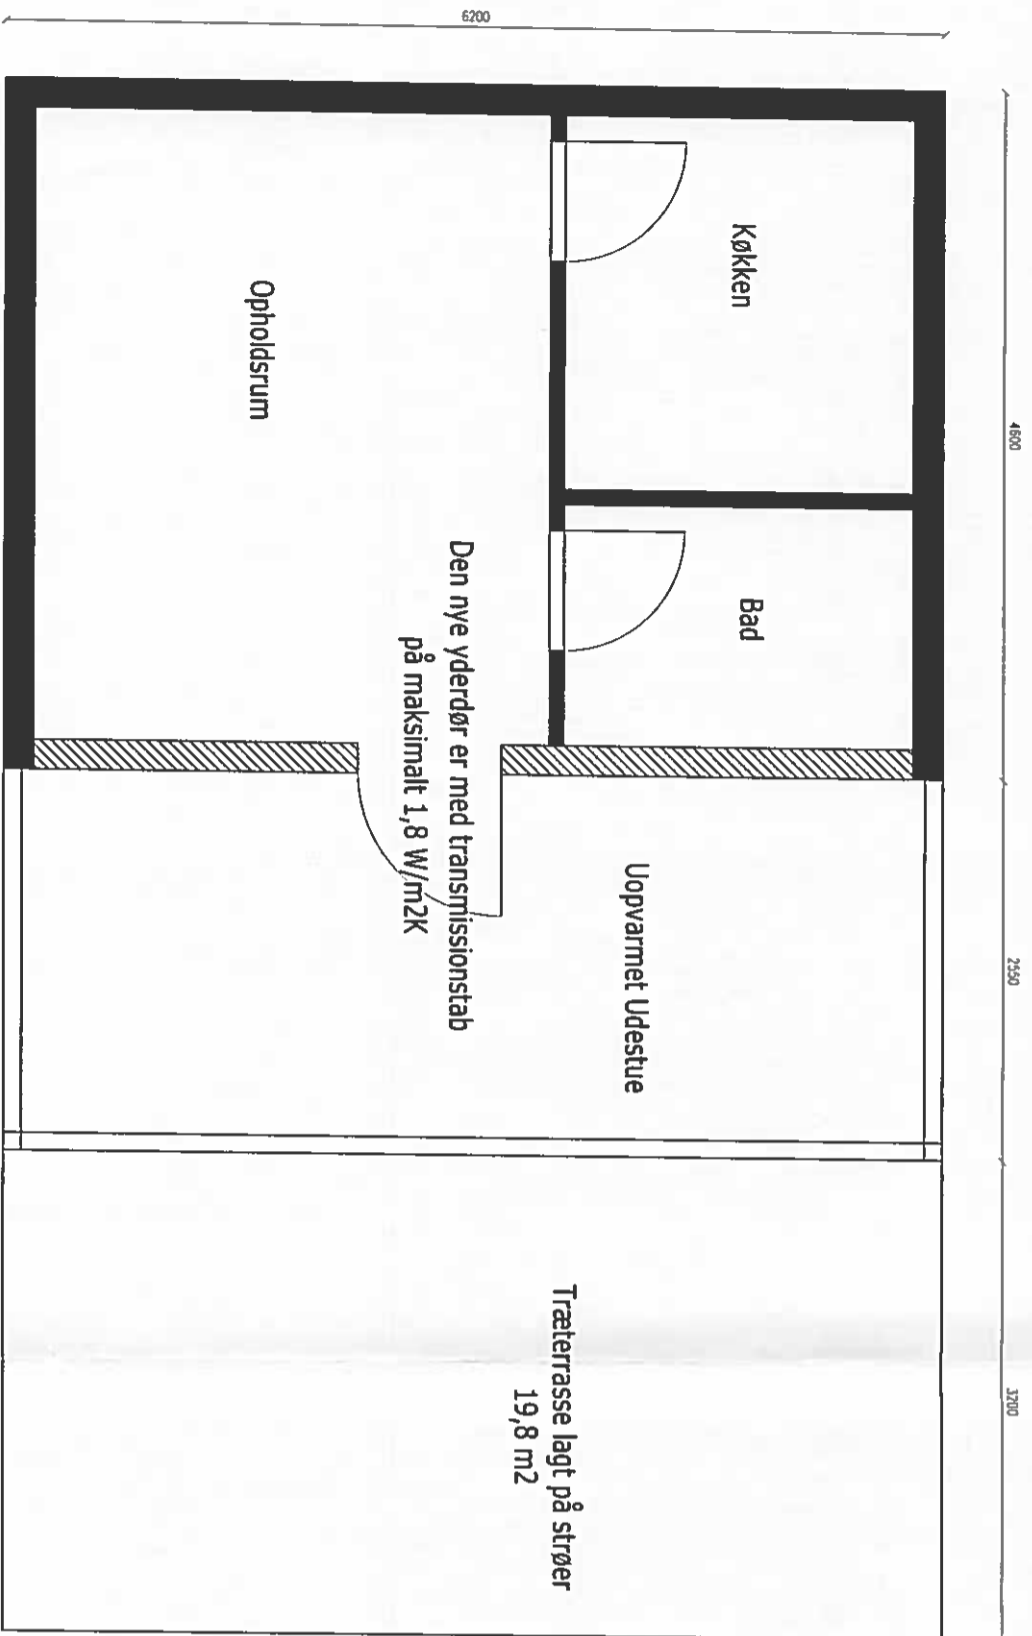 6200
4600
2550
3200
Køkken
Bad
Opholdsrum
Den nye yderdør er med transmissionstab
på maksimalt 1,8 W/m2K
Uopvarmet Udestue
Træterrasse lagt på strøer
19,8 m2